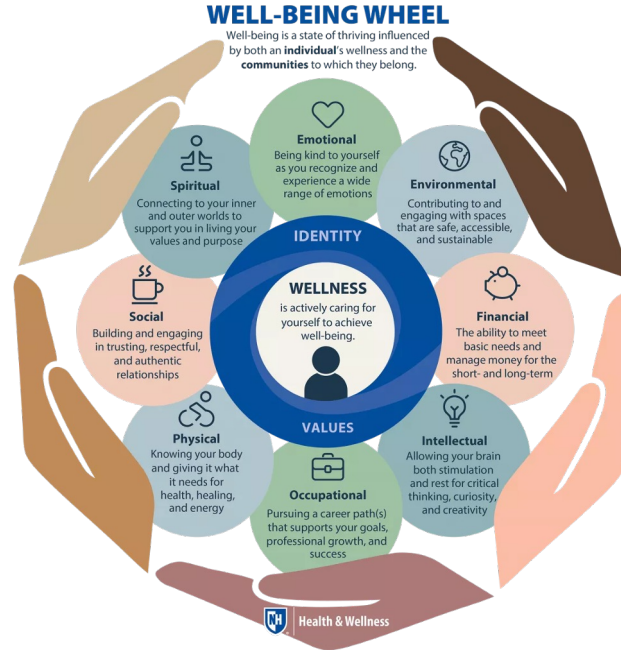 WELL-BEING WHEEL
Well-being is a state of thriving influenced
by both an individual's wellness and the
communities to which they belong.
Emotional
Being kind to yourself
as you recognize and
experience a wide
range of emotions
Environmental
Contributing to and
engaging with spaces
that are safe, accessible,
and sustainable
Financial
The ability to meet
basic needs and
manage money for the
short- and long-term
Intellectual
Allowing your brain
both stimulation
and rest for critical
thinking, curiosity,
and creativity
Occupational
Pursuing a career path(s)
that supports your goals,
professional growth, and
success
Physical
Knowing your body
and giving it what
it needs for
health, healing,
and energy
Social
Building and engaging
in trusting, respectful,
and authentic
relationships
Spiritual
Connecting to your inner
and outer worlds to
support you in living your
values and purpose
IDENTITY
WELLNESS
is actively caring for
yourself to achieve
well-being.
VALUES
NH
Health & Wellness